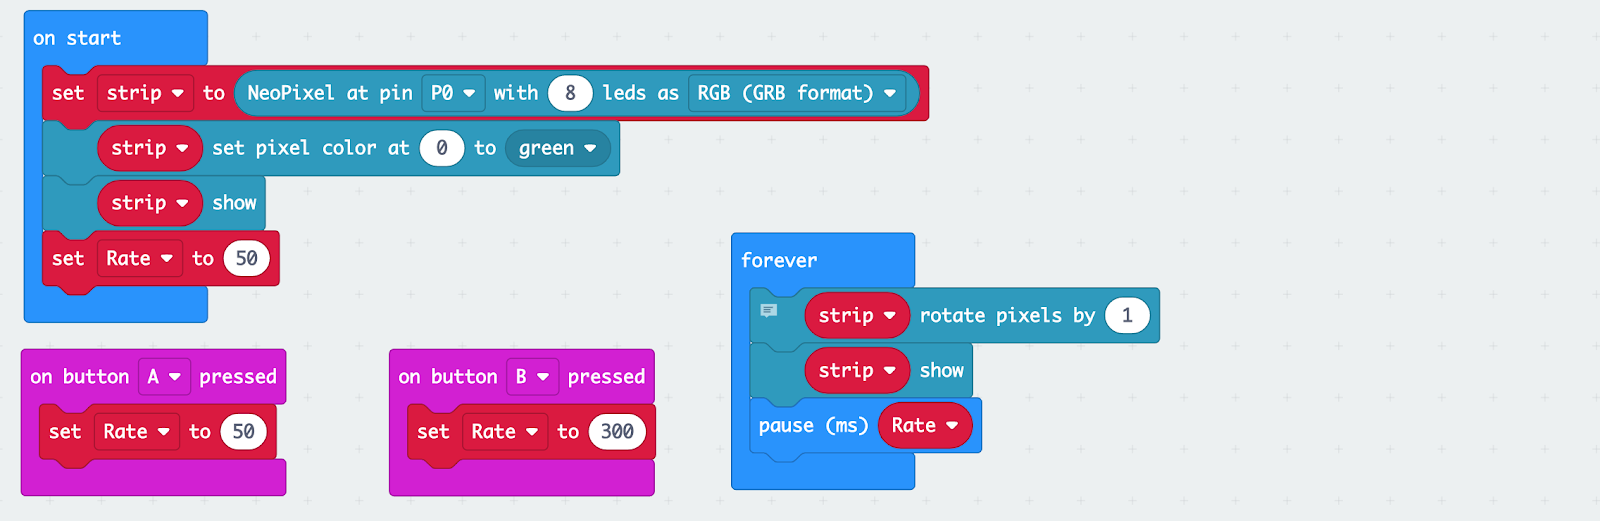 on start
set strip to NeoPixel at pin P0 with 8 leds as RGB (GRB format)
strip set pixel color at 0 to green
strip show
set Rate to 50
forever
strip rotate pixels by 1
strip show
pause (ms) Rate
on button A pressed
set Rate to 50
on button B pressed
set Rate to 300